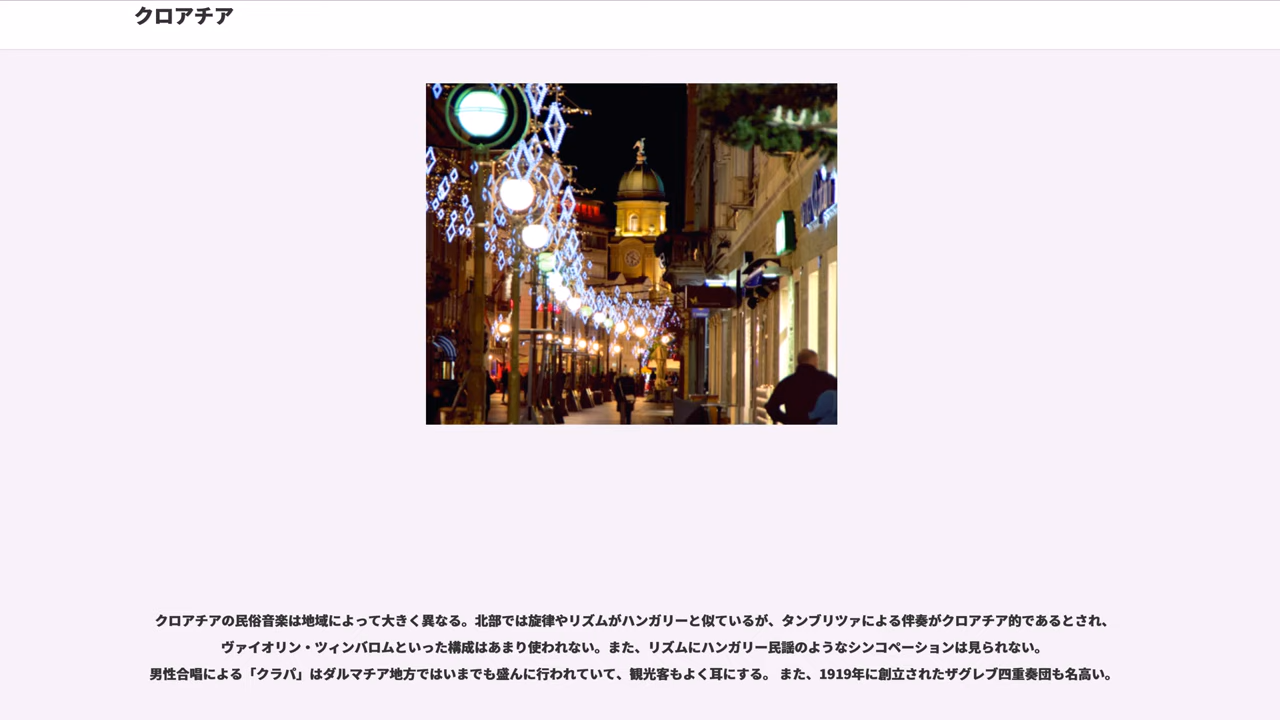 クロアチア
クロアチアの民俗音楽は地域によって大きく異なる。北部では旋律やリズムがハンガリーと似ているが、タンブリツァによる伴奏がクロアチア的であるとされ、
ヴァイオリン・ツィンバロムといった構成はあまり使われない。また、リズムにハンガリー民謡のようなシンコペーションは見られない。
男性合唱による「クラパ」はダルマチア地方ではいまでも盛んに行われていて、観光客もよく耳にする。 また、1919年に創立されたザグレブ四重奏団も名高い。